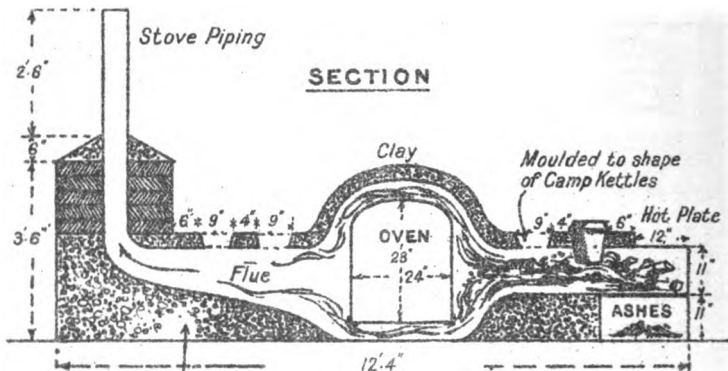 Stove Piping
2'.6"
SECTION
6"
Clay
Moulded to shape
of Camp Kettles
3'.6"
6" 9" 4" 9"
9" 4" 6" Hot Plate
12"
OVEN
28"
24"
Flue
11"
ASHES
11"
12'.4"